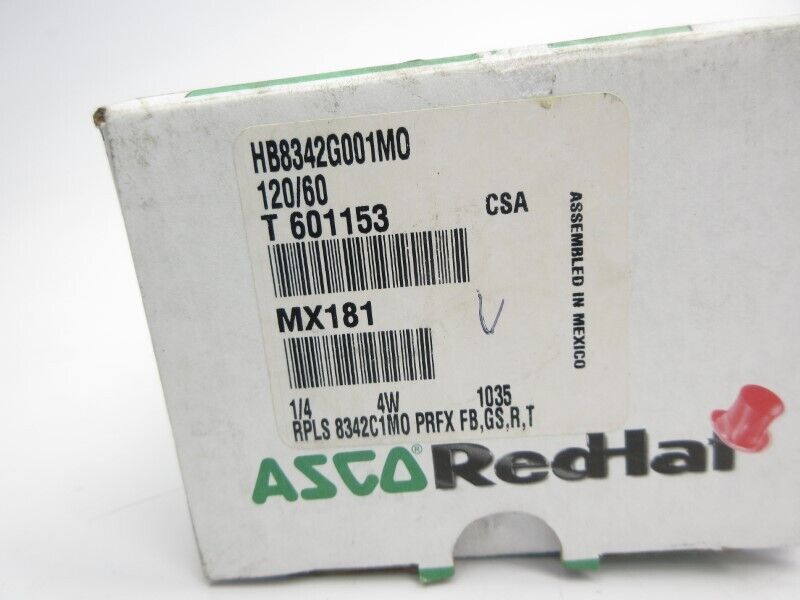 HB8342G001MO
120/60
T 601153
CSA
ASSEMBLED IN MEXICO
MX181
1/4 4W 1035
RPLS 8342C1MO PRFX FB,GS,R,T
ASCO® RedHat